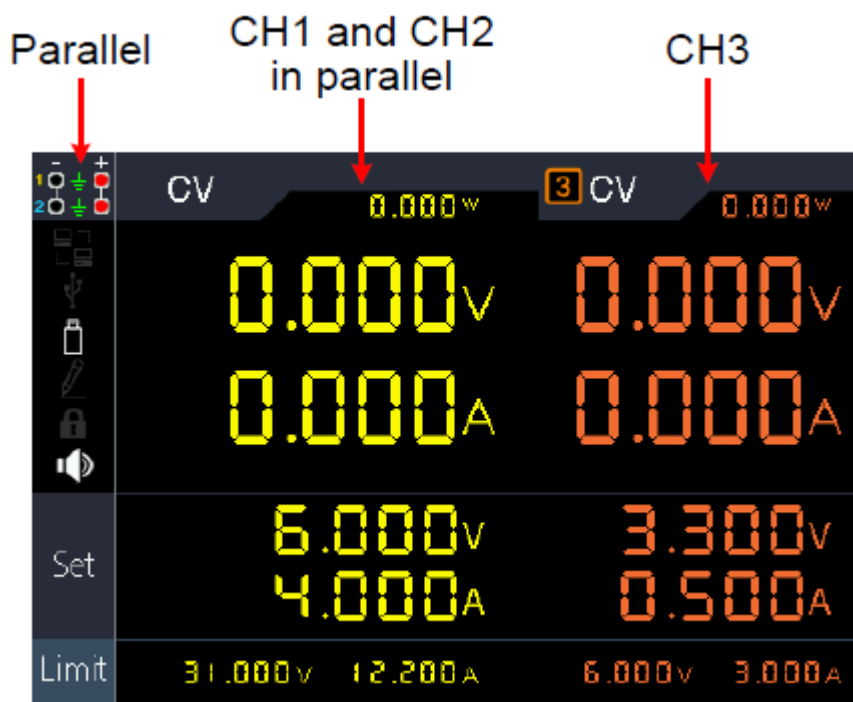 Parallel
CH1 and CH2
in parallel
CH3
- +
1
2
CV
0.000W
3 CV
0.000W
0.000V
0.000V
0.000A
0.000A
Set
6.000V
3.300V
4.000A
0.500A
Limit
31.000V 12.200A
6.000V 3.000A